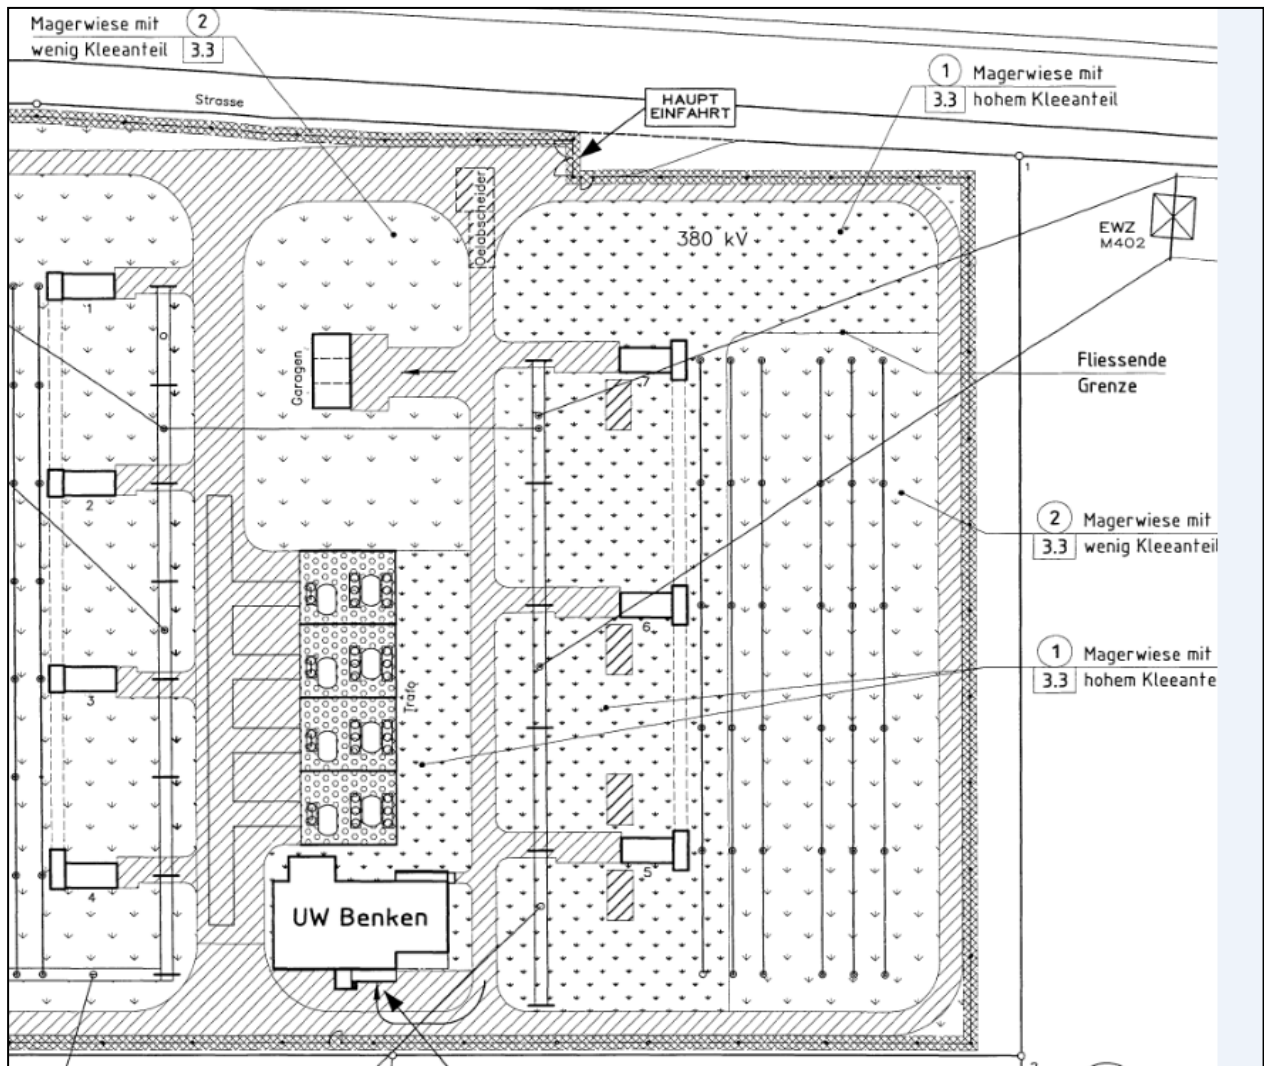 Magerwiese mit 2
wenig Kleeanteil 3.3
Strasse
HAUPT
EINFAHRT
1 Magerwiese mit
3.3 hohem Kleeanteil
1
Oelabscheider
380 kV
EWZ
M402
1
Garagen
7
Fliessende
Grenze
2
2 Magerwiese mit
3.3 wenig Kleeanteil
6
1 Magerwiese mit
3.3 hohem Kleeante
3
Trafo
5
4
UW Benken